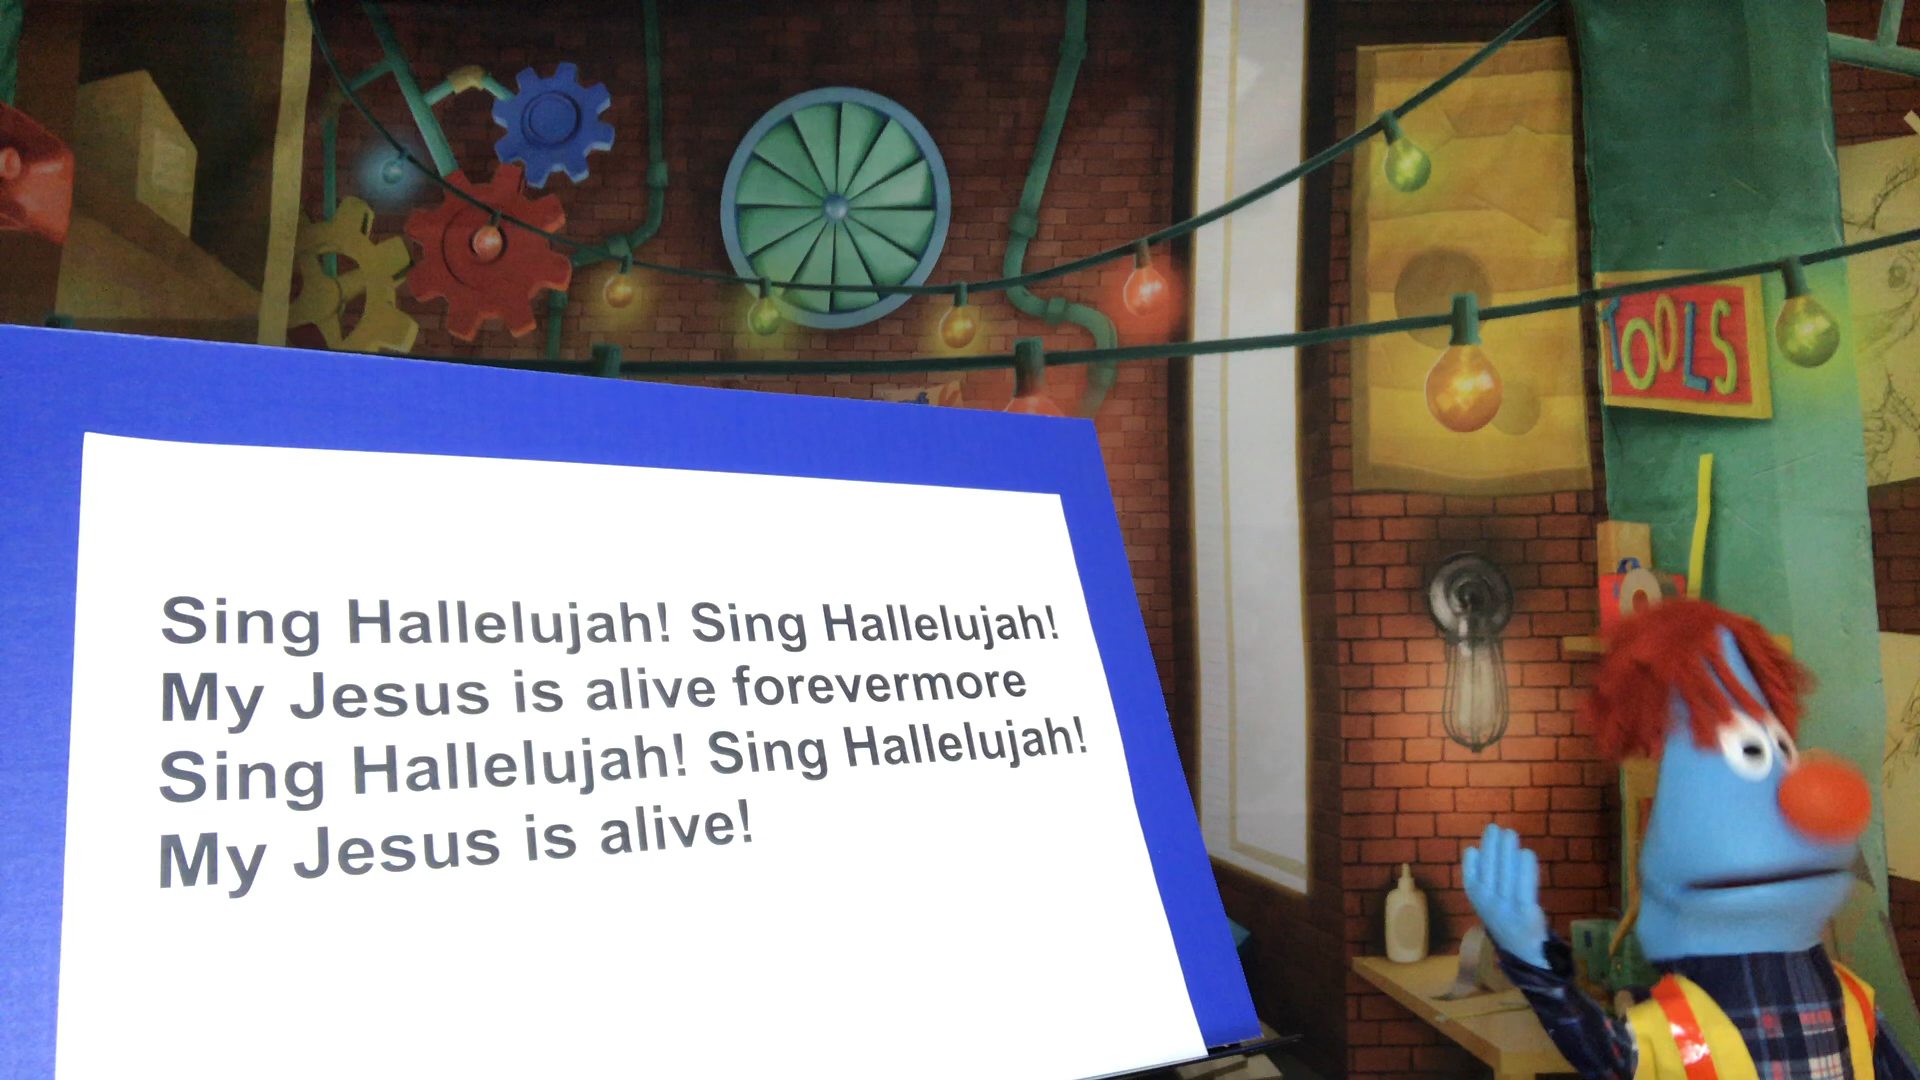 Sing Hallelujah! Sing Hallelujah!
My Jesus is alive forevermore
Sing Hallelujah! Sing Hallelujah!
My Jesus is alive!
TOOLS